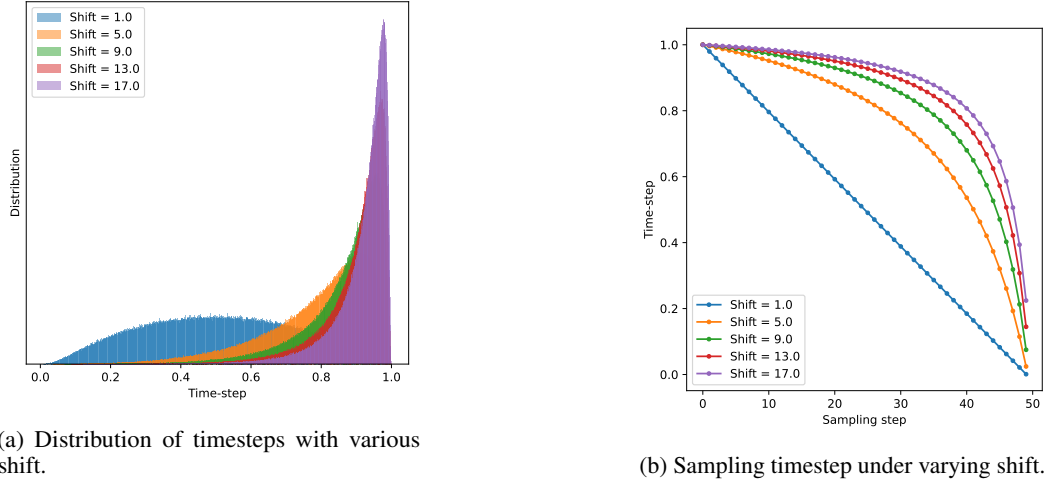 Shift = 1.0
Shift = 5.0
Shift = 9.0
Shift = 13.0
Shift = 17.0
Distribution
0.0 0.2 0.4 0.6 0.8 1.0
Time-step
(a) Distribution of timesteps with various
shift.
1.0
0.8
0.6
0.4
0.2
0.0
Time-step
Shift = 1.0
Shift = 5.0
Shift = 9.0
Shift = 13.0
Shift = 17.0
0 10 20 30 40 50
Sampling step
(b) Sampling timestep under varying shift.